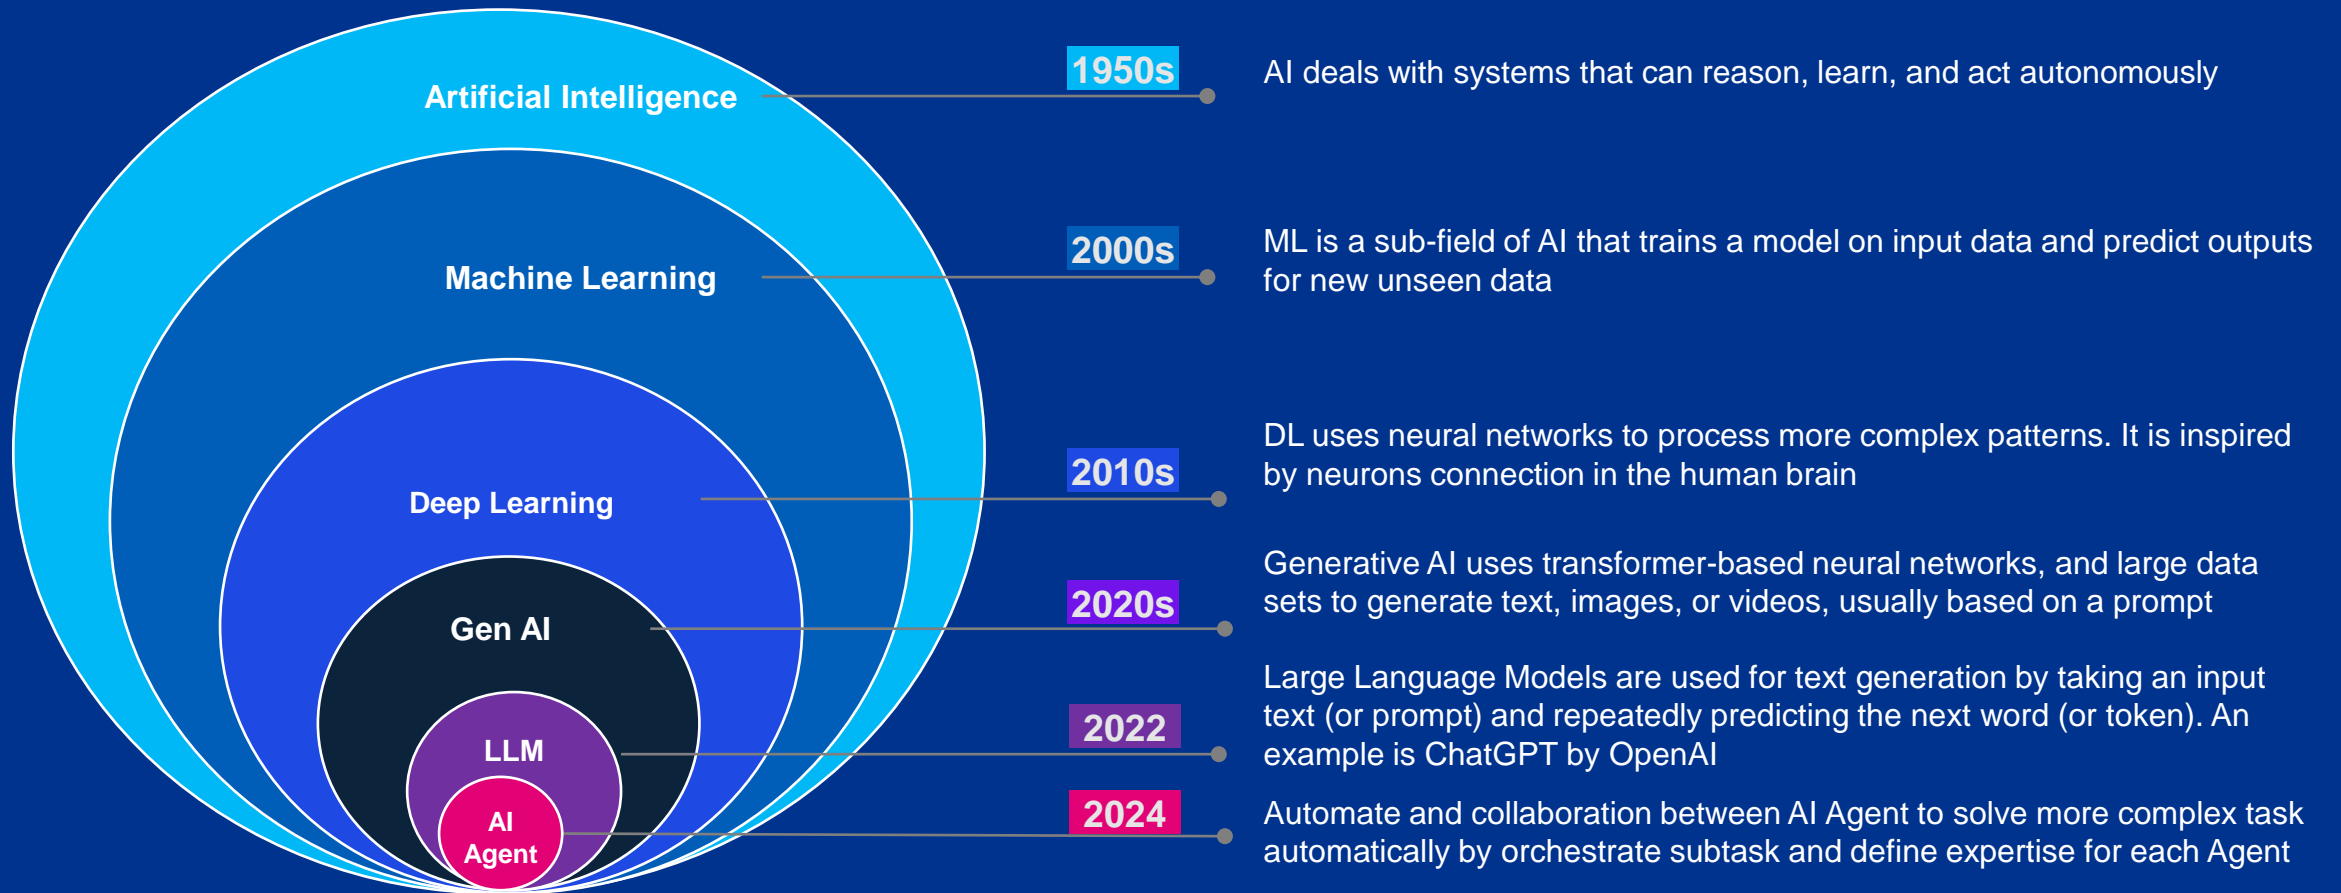 Artificial Intelligence
1950s
AI deals with systems that can reason, learn, and act autonomously
Machine Learning
2000s
ML is a sub-field of AI that trains a model on input data and predict outputs
for new unseen data
Deep Learning
2010s
DL uses neural networks to process more complex patterns. It is inspired
by neurons connection in the human brain
Gen AI
2020s
Generative AI uses transformer-based neural networks, and large data
sets to generate text, images, or videos, usually based on a prompt
LLM
2022
Large Language Models are used for text generation by taking an input
text (or prompt) and repeatedly predicting the next word (or token). An
example is ChatGPT by OpenAI
AI
Agent
2024
Automate and collaboration between AI Agent to solve more complex task
automatically by orchestrate subtask and define expertise for each Agent